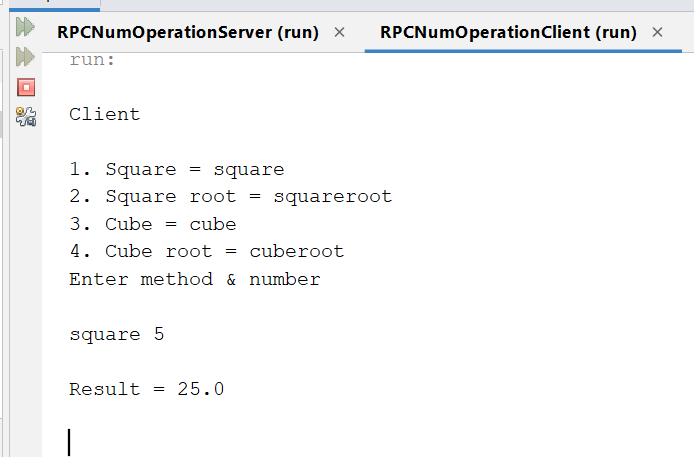 RPCNumOperationServer (run) × RPCNumOperationClient (run) ×
run:
Client
1. Square = square
2. Square root = squareroot
3. Cube = cube
4. Cube root = cuberoot
Enter method & number
square 5
Result = 25.0